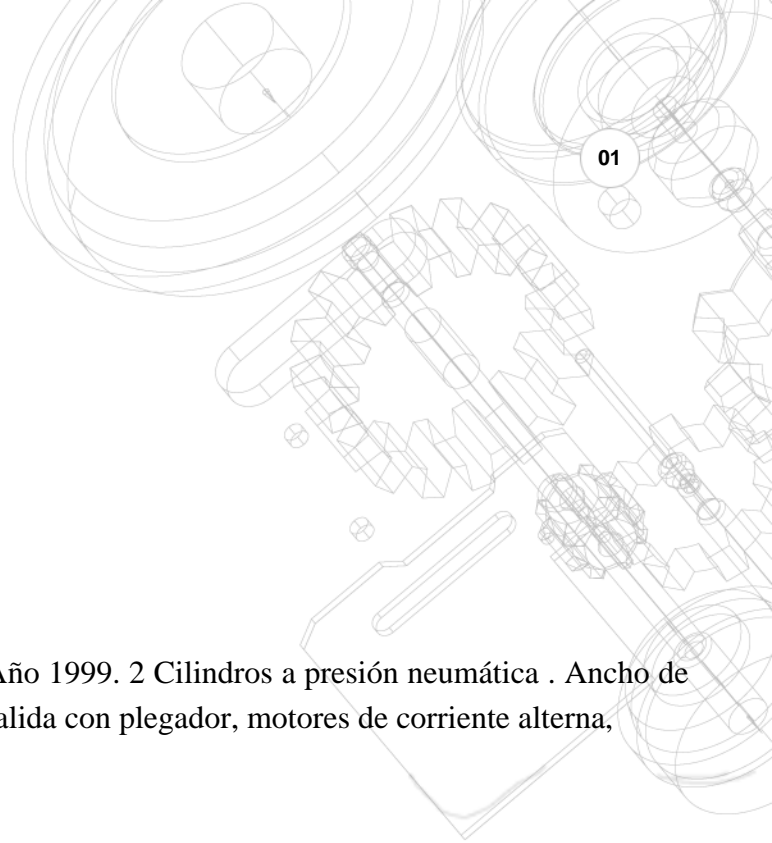 01
Año 1999. 2 Cilindros a presión neumática . Ancho de
alida con plegador, motores de corriente alterna,